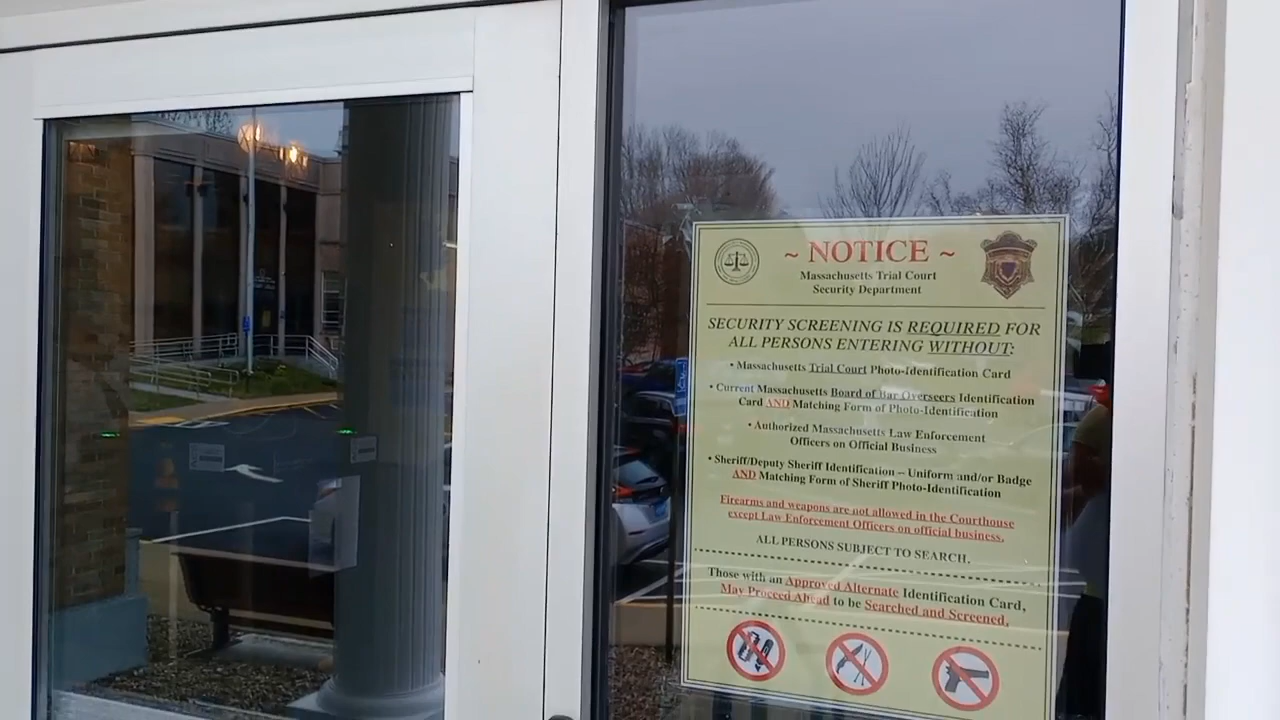 ~ NOTICE ~
Massachusetts Trial Court
Security Department
SECURITY SCREENING IS REQUIRED FOR
ALL PERSONS ENTERING WITHOUT:
• Massachusetts Trial Court Photo-Identification Card
• Current Massachusetts Board of Bar Overseers Identification
Card AND Matching Form of Photo-Identification
• Authorized Massachusetts Law Enforcement
Officers on Official Business
• Sheriff/Deputy Sheriff Identification – Uniform and/or Badge
AND Matching Form of Sheriff Photo-Identification
Firearms and weapons are not allowed in the Courthouse
except Law Enforcement Officers on official business.
ALL PERSONS SUBJECT TO SEARCH.
Those with an Approved Alternate Identification Card,
May Proceed Ahead to be Searched and Screened.